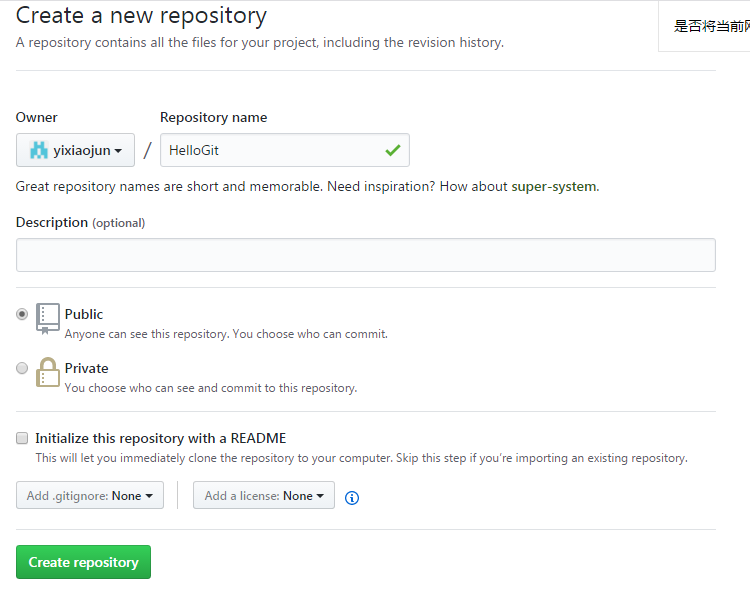 Create a new repository
是否将当前
A repository contains all the files for your project, including the revision history.
Owner
Repository name
yixiaojun / HelloGit
Great repository names are short and memorable. Need inspiration? How about super-system.
Description (optional)
Public
Anyone can see this repository. You choose who can commit.
Private
You choose who can see and commit to this repository.
Initialize this repository with a README
This will let you immediately clone the repository to your computer. Skip this step if you're importing an existing repository.
Add .gitignore: None
Add a license: None
Create repository